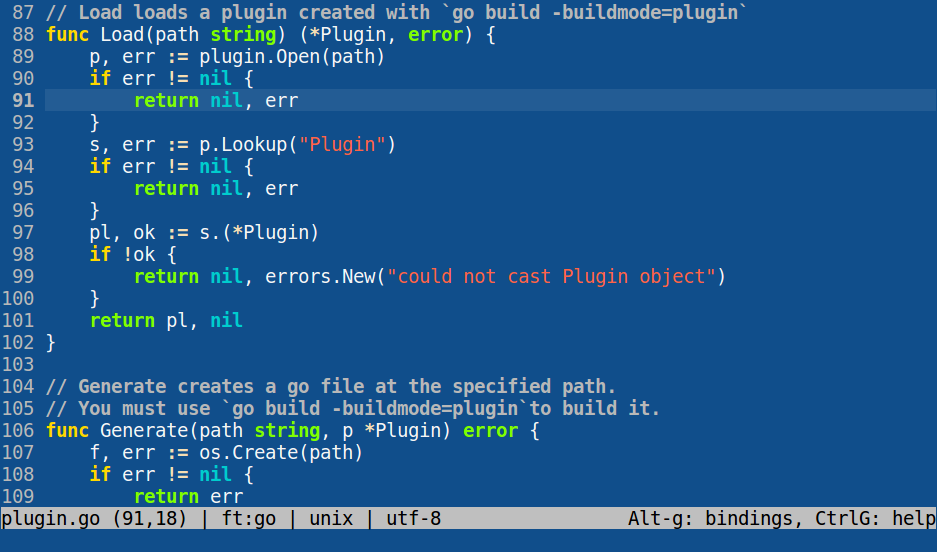 87 // Load loads a plugin created with `go build -buildmode=plugin`
88 func Load(path string) (*Plugin, error) {
89     p, err := plugin.Open(path)
90     if err != nil {
91         return nil, err
92     }
93     s, err := p.Lookup("Plugin")
94     if err != nil {
95         return nil, err
96     }
97     pl, ok := s.(*Plugin)
98     if !ok {
99         return nil, errors.New("could not cast Plugin object")
100     }
101     return pl, nil
102 }
103
104 // Generate creates a go file at the specified path.
105 // You must use `go build -buildmode=plugin`to build it.
106 func Generate(path string, p *Plugin) error {
107     f, err := os.Create(path)
108     if err != nil {
109         return err
plugin.go (91,18) | ft:go | unix | utf-8 Alt-g: bindings, CtrlG: help